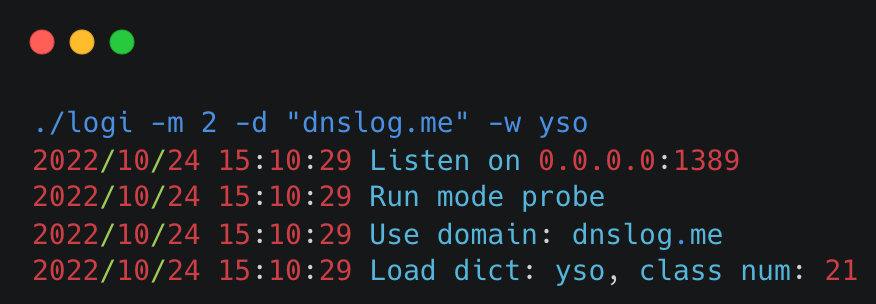 ./logi -m 2 -d "dnslog.me" -w yso
2022/10/24 15:10:29 Listen on 0.0.0.0:1389
2022/10/24 15:10:29 Run mode probe
2022/10/24 15:10:29 Use domain: dnslog.me
2022/10/24 15:10:29 Load dict: yso, class num: 21